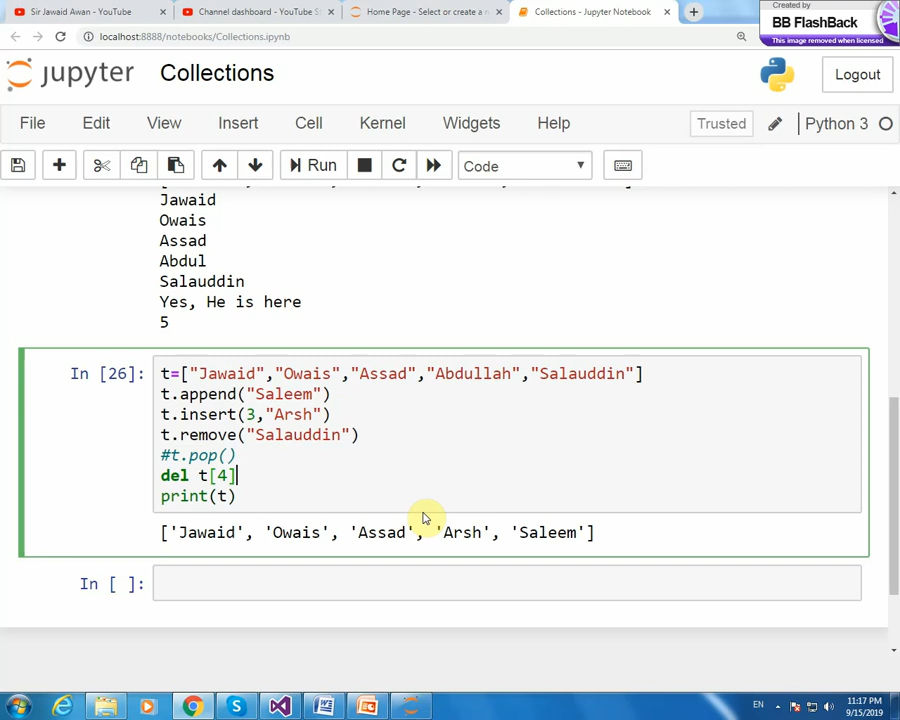 Sir Jawaid Awan - YouTube
Channel dashboard - YouTube St
Home Page - Select or create a n
Collections - Jupyter Notebook
Created by
BB FlashBack
This image removed when licensed
localhost:8888/notebooks/Collections.ipynb
jupyter Collections
Logout
File Edit View Insert Cell Kernel Widgets Help
Trusted
Python 3
Run
Code
Jawaid
Owais
Assad
Abdul
Salauddin
Yes, He is here
5
In [26]: t=["Jawaid","Owais","Assad","Abdullah","Salauddin"]
t.append("Saleem")
t.insert(3,"Arsh")
t.remove("Salauddin")
#t.pop()
del t[4]
print(t)
['Jawaid', 'Owais', 'Assad', 'Arsh', 'Saleem']
In [ ]:
EN
11:17 PM
9/15/2019